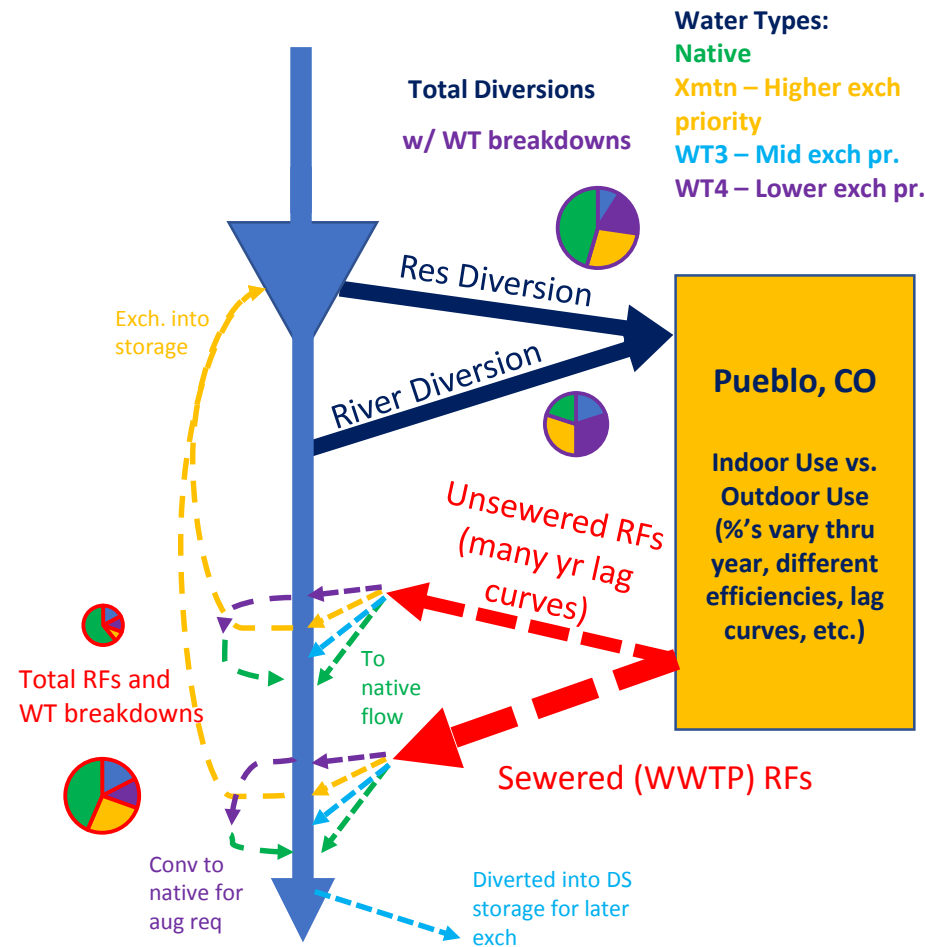 Water Types:
Native
Xmtn – Higher exch
priority
WT3 – Mid exch pr.
WT4 – Lower exch pr.
Total Diversions
w/ WT breakdowns
Res Diversion
River Diversion
Exch. into
storage
Pueblo, CO
Indoor Use vs.
Outdoor Use
(%'s vary thru
year, different
efficiencies, lag
curves, etc.)
Unsewered RFs
(many yr lag
curves)
To
native
flow
Total RFs and
WT breakdowns
Sewered (WWTP) RFs
Conv to
native for
aug req
Diverted into DS
storage for later
exch